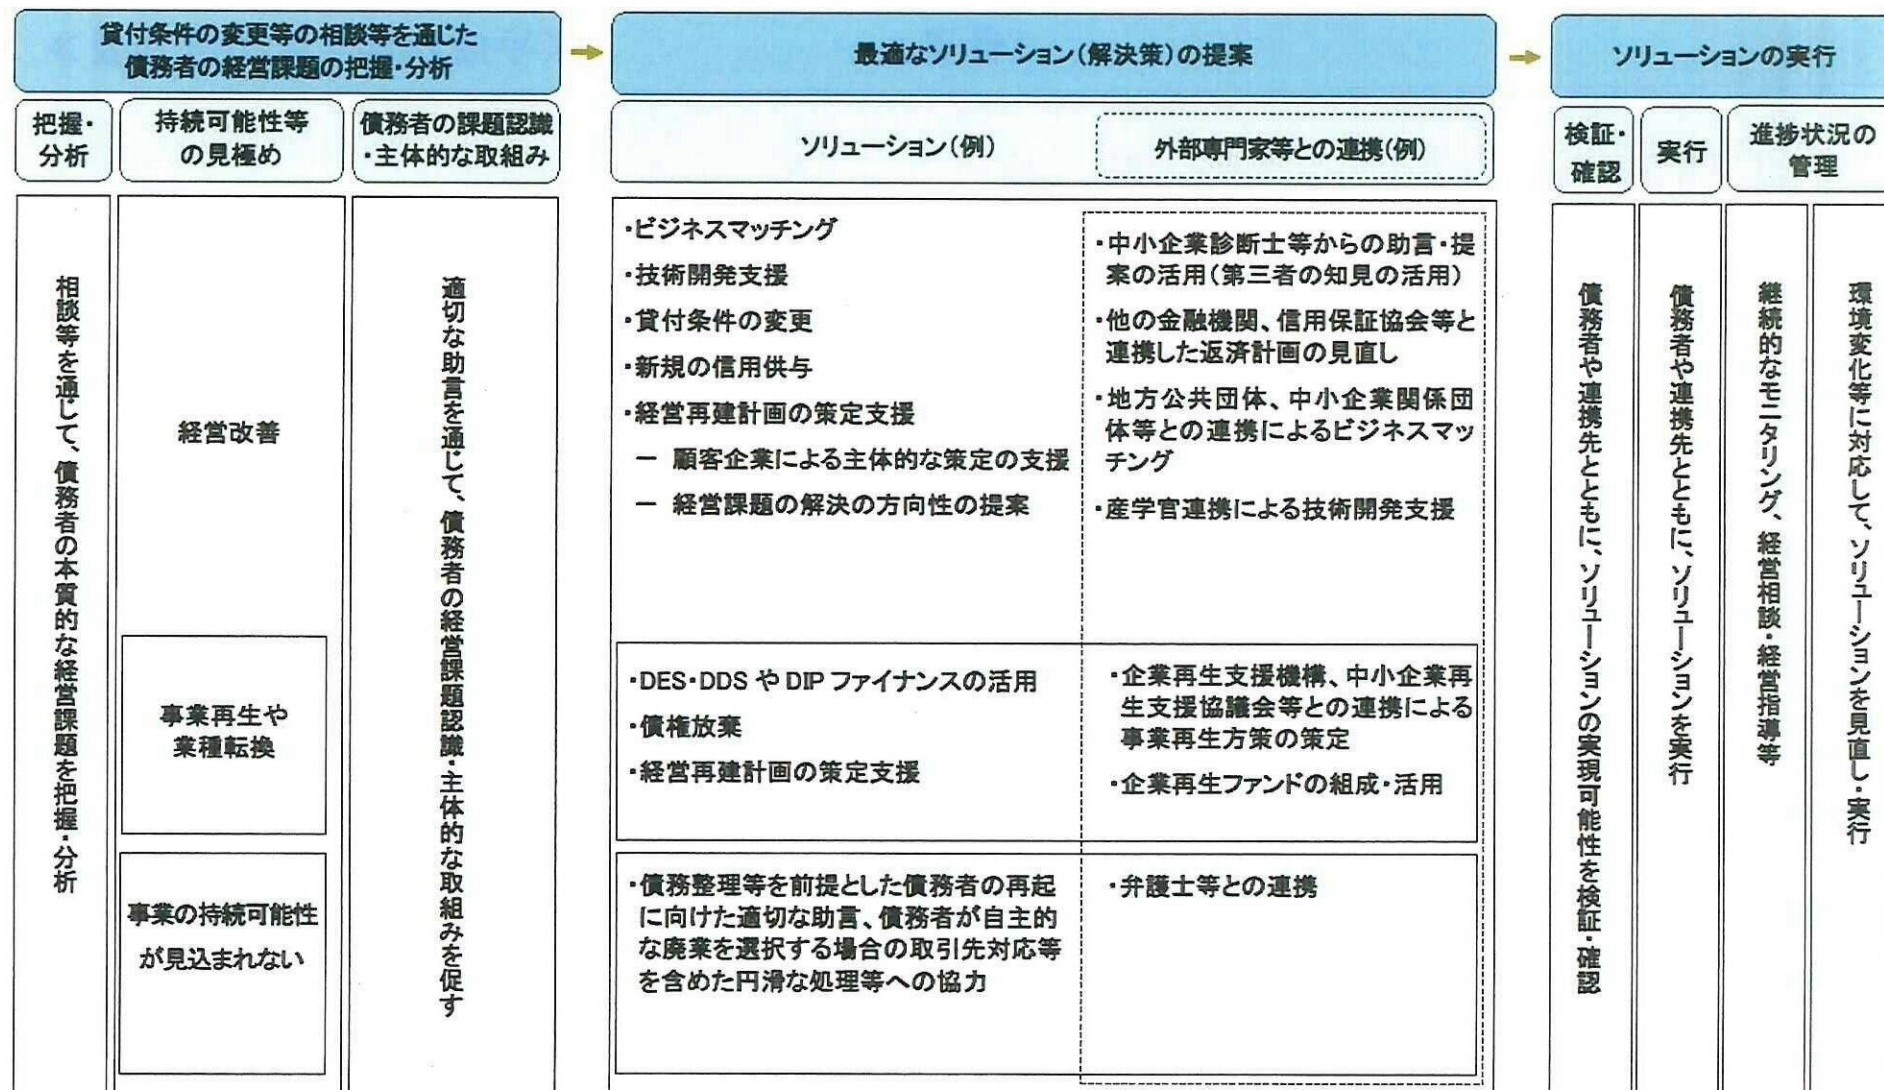 貸付条件の変更等の相談等を通じた
債務者の経営課題の把握・分析
最適なソリューション(解決策)の提案
ソリューションの実行
把握・
分析
持続可能性等
の見極め
債務者の課題認識
・主体的な取組み
ソリューション(例)
外部専門家等との連携(例)
検証・
確認
実行
進捗状況の
管理
相談等を通じて、債務者の本質的な経営課題を把握・分析
経営改善
事業再生や
業種転換
事業の持続可能性
が見込まれない
適切な助言を通じて、債務者の経営課題認識・主体的な取組みを促す
・ビジネスマッチング
・技術開発支援
・貸付条件の変更
・新規の信用供与
・経営再建計画の策定支援
ー 顧客企業による主体的な策定の支援
ー 経営課題の解決の方向性の提案
・中小企業診断士等からの助言・提
案の活用(第三者の知見の活用)
・他の金融機関、信用保証協会等と
連携した返済計画の見直し
・地方公共団体、中小企業関係団
体等との連携によるビジネスマッ
チング
・産学官連携による技術開発支援
・DES・DDS や DIP ファイナンスの活用
・債権放棄
・経営再建計画の策定支援
・企業再生支援機構、中小企業再
生支援協議会等との連携による
事業再生方策の策定
・企業再生ファンドの組成・活用
・債務整理等を前提とした債務者の再起
に向けた適切な助言、債務者が自主的
な廃業を選択する場合の取引先対応等
を含めた円滑な処理等への協力
・弁護士等との連携
債務者や連携先とともに、ソリューションの実現可能性を検証・確認
債務者や連携先とともに、ソリューションを実行
継続的なモニタリング、経営相談・経営指導等
環境変化等に対応して、ソリューションを見直し・実行